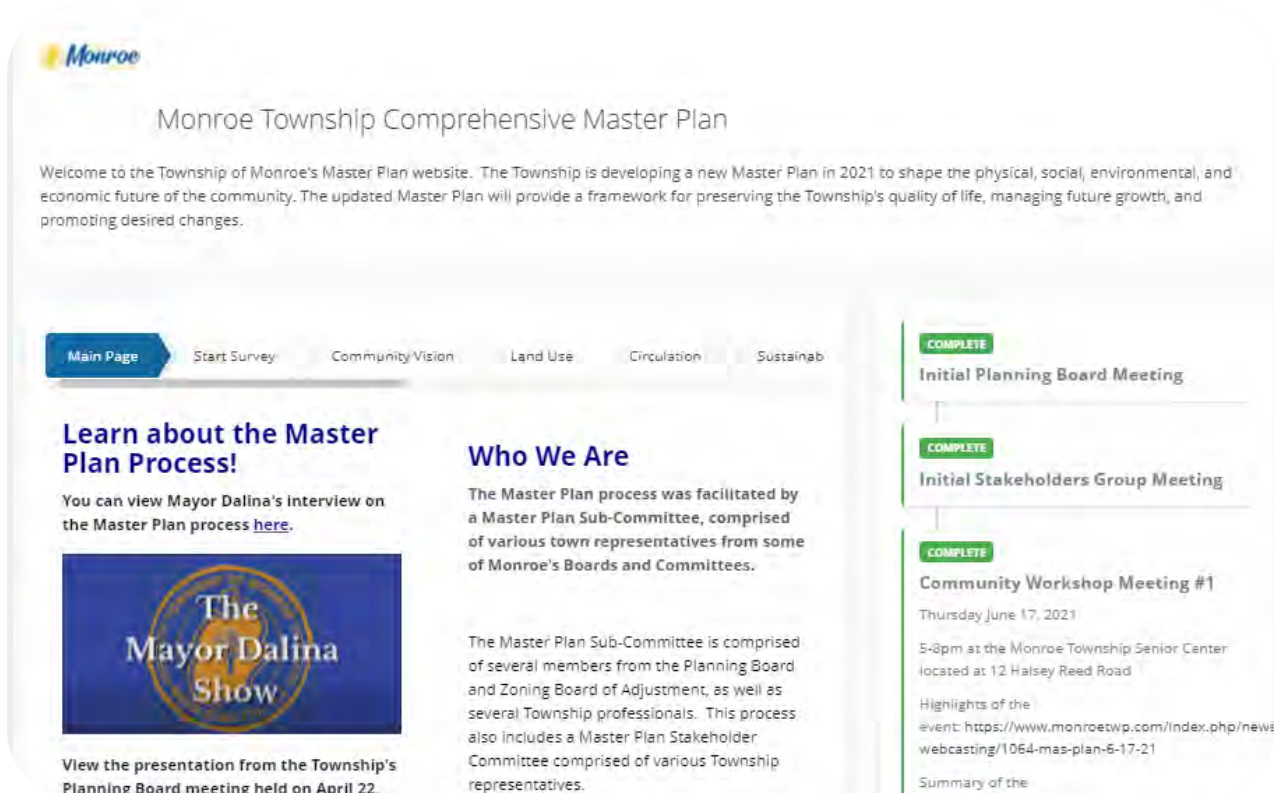 Monroe
Monroe Township Comprehensive Master Plan
Welcome to the Township of Monroe's Master Plan website. The Township is developing a new Master Plan in 2021 to shape the physical, social, environmental, and
economic future of the community. The updated Master Plan will provide a framework for preserving the Township's quality of life, managing future growth, and
promoting desired changes.
Main Page Start Survey Community Vision Land Use Circulation Sustainab
Learn about the Master
Plan Process!
You can view Mayor Dalina's interview on
the Master Plan process here.
The
Mayor Dalina
Show
View the presentation from the Township's
Planning Board meeting held on April 22,
Who We Are
The Master Plan process was facilitated by
a Master Plan Sub-Committee, comprised
of various town representatives from some
of Monroe's Boards and Committees.
The Master Plan Sub-Committee is comprised
of several members from the Planning Board
and Zoning Board of Adjustment, as well as
several Township professionals. This process
also includes a Master Plan Stakeholder
Committee comprised of various Township
representatives.
COMPLETE
Initial Planning Board Meeting
COMPLETE
Initial Stakeholders Group Meeting
COMPLETE
Community Workshop Meeting #1
Thursday June 17, 2021
5-8pm at the Monroe Township Senior Center
located at 12 Halsey Reed Road
Highlights of the
event: https://www.monroetwp.com/index.php/news
webcasting/1064-mas-plan-6-17-21
Summary of the